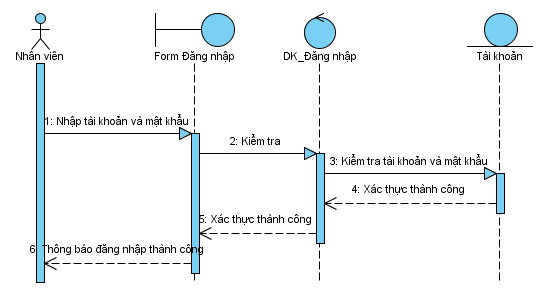 Nhân viên
Form Đăng nhập
DK_Đăng nhập
Tài khoản
1: Nhập tài khoản và mật khẩu
2: Kiểm tra
3: Kiểm tra tài khoản và mật khẩu
4: Xác thực thành công
5: Xác thực thành công
6: Thông báo đăng nhập thành công